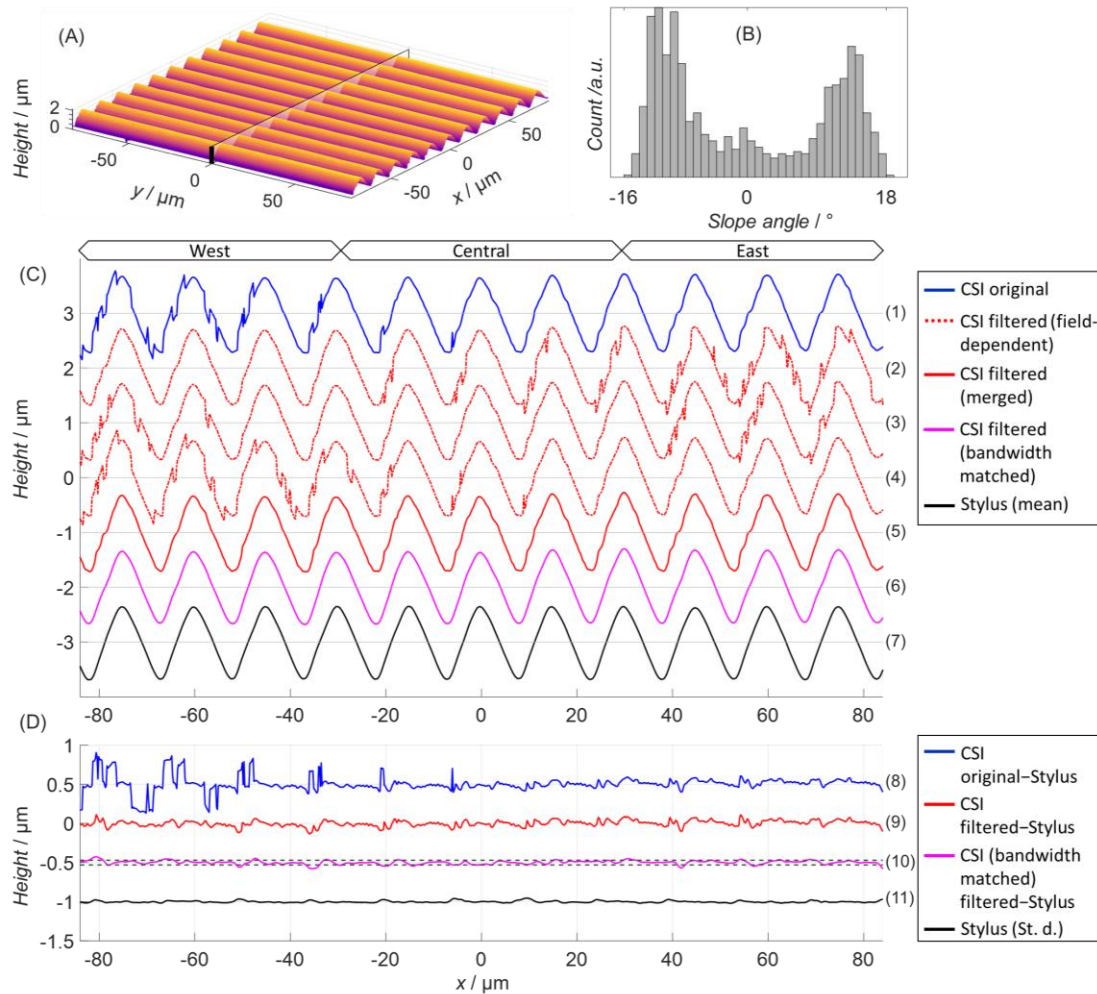 (A)
Height / µm
2
0
-50
0
50
y / µm
-50
0
50
x / µm
(B)
Count /a.u.
-16
0
18
Slope angle / °
West
Central
East
(C)
Height / µm
3
2
1
0
-1
-2
-3
(1)
(2)
(3)
(4)
(5)
(6)
(7)
-80
-60
-40
-20
0
20
40
60
80
CSI original
CSI filtered (field-
dependent)
CSI filtered
(merged)
CSI filtered
(bandwidth
matched)
Stylus (mean)
(D)
Height / µm
1
0.5
0
-0.5
-1
-1.5
(8)
(9)
(10)
(11)
-80
-60
-40
-20
0
20
40
60
80
x / µm
CSI
original–Stylus
CSI
filtered–Stylus
CSI (bandwidth
matched)
filtered–Stylus
Stylus (St. d.)